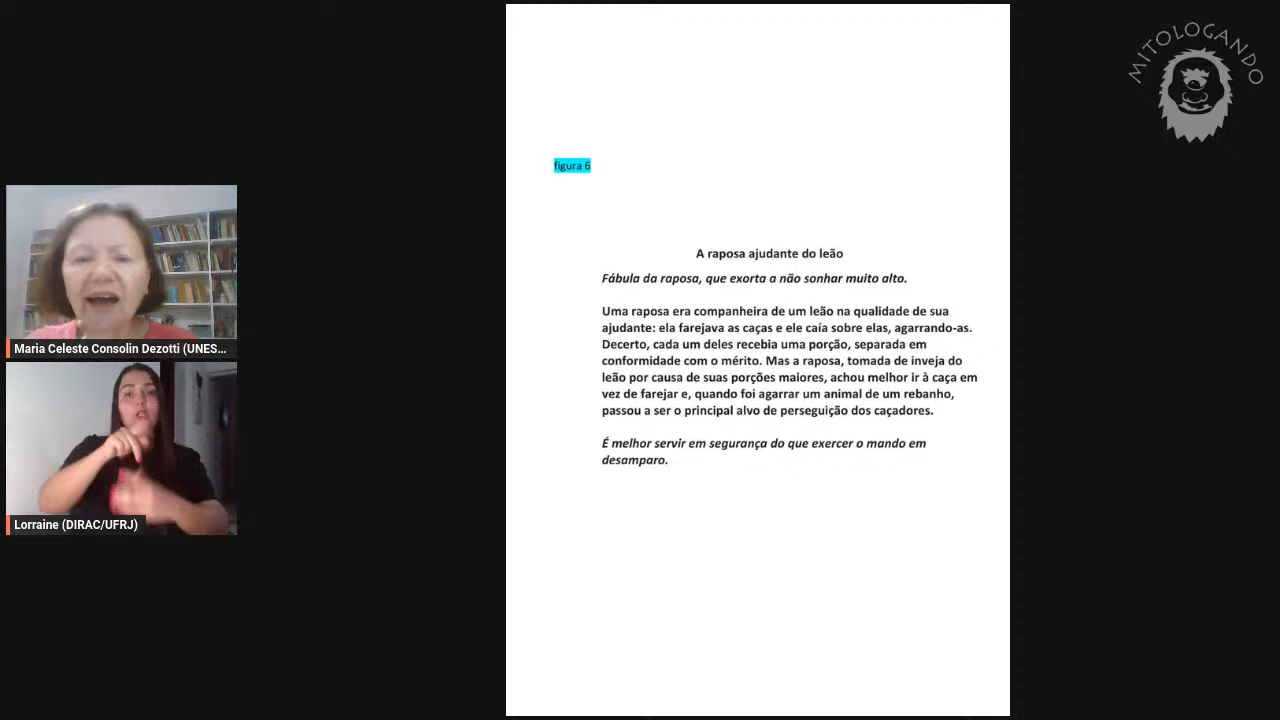 MITOLOGANDO
figura 6
A raposa ajudante do leão
Fábula da raposa, que exorta a não sonhar muito alto.
Uma raposa era companheira de um leão na qualidade de sua
ajudante: ela farejava as caças e ele caía sobre elas, agarrando-as.
Decerto, cada um deles recebia uma porção, separada em
conformidade com o mérito. Mas a raposa, tomada de inveja do
leão por causa de suas porções maiores, achou melhor ir à caça em
vez de farejar e, quando foi agarrar um animal de um rebanho,
passou a ser o principal alvo de perseguição dos caçadores.
É melhor servir em segurança do que exercer o mando em
desamparo.
Maria Celeste Consolin Dezotti (UNES...
Lorraine (DIRAC/UFRJ)